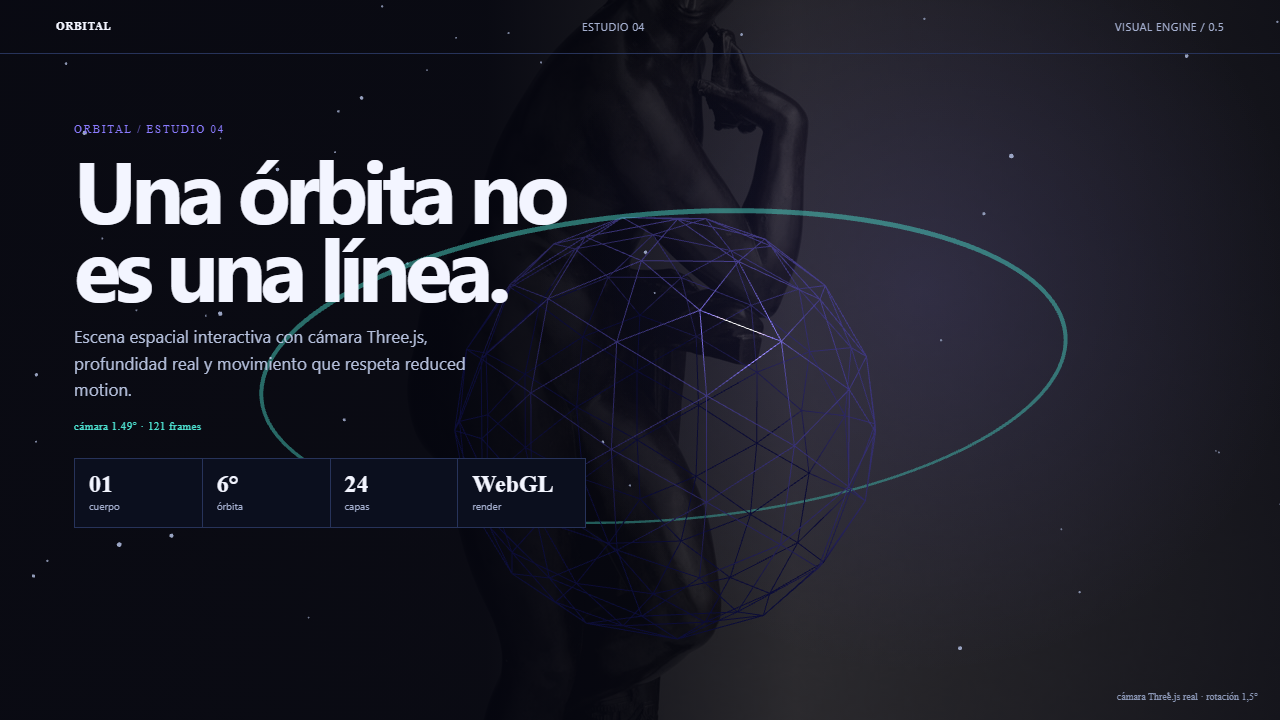 ORBITAL
ESTUDIO 04
VISUAL ENGINE / 0.5
ORBITAL / ESTUDIO 04
Una órbita no
es una línea.
Escena espacial interactiva con cámara Three.js,
profundidad real y movimiento que respeta reduced
motion.
cámara 1.49° · 121 frames
01
cuerpo
6°
órbita
24
capas
WebGL
render
cámara Three.js real · rotación 1,5°